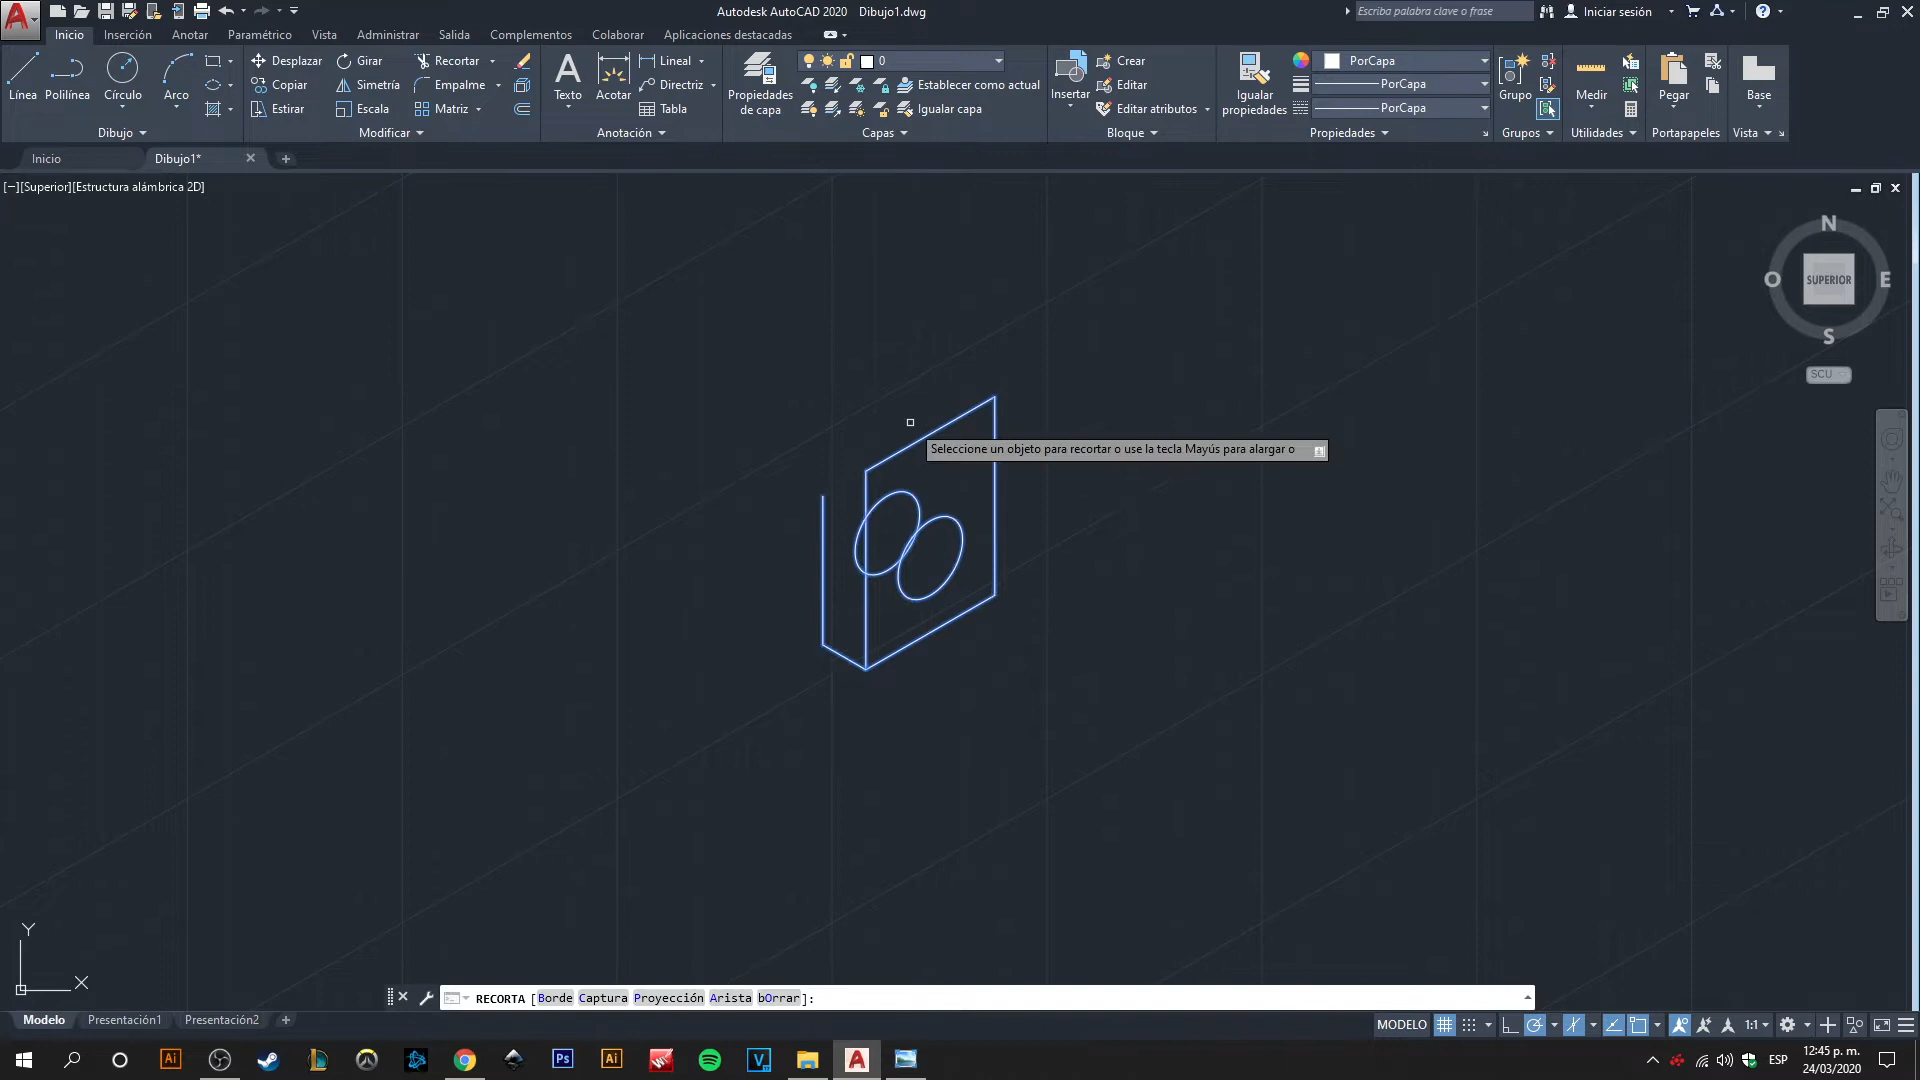 Autodesk AutoCAD 2020 Dibujo1.dwg
Escriba palabra clave o frase
Iniciar sesión
Inicio Inserción Anotar Paramétrico Vista Administrar Salida Complementos Colaborar Aplicaciones destacadas
Línea Polilínea Círculo Arco
Desplazar Girar Recortar
Copiar Simetría Empalme
Estirar Escala Matriz
Texto Acotar
Lineal
Directriz
Tabla
Propiedades de capa
0
Establecer como actual
Igualar capa
Insertar
Crear
Editar
Editar atributos
Igualar propiedades
PorCapa
PorCapa
PorCapa
Grupo
Medir
Pegar
Base
Dibujo Modificar Anotación Capas Bloque Propiedades Grupos Utilidades Portapapeles Vista
Inicio Dibujo1*
[−][Superior][Estructura alámbrica 2D]
N
O SUPERIOR E
S
SCU
Seleccione un objeto para recortar o use la tecla Mayús para alargar o
Y
X
RECORTA [Borde Captura Proyección Arista bOrrar]:
Modelo Presentación1 Presentación2
MODELO 1:1
Ai Ps Ai V A
ESP
12:45 p. m.
24/03/2020